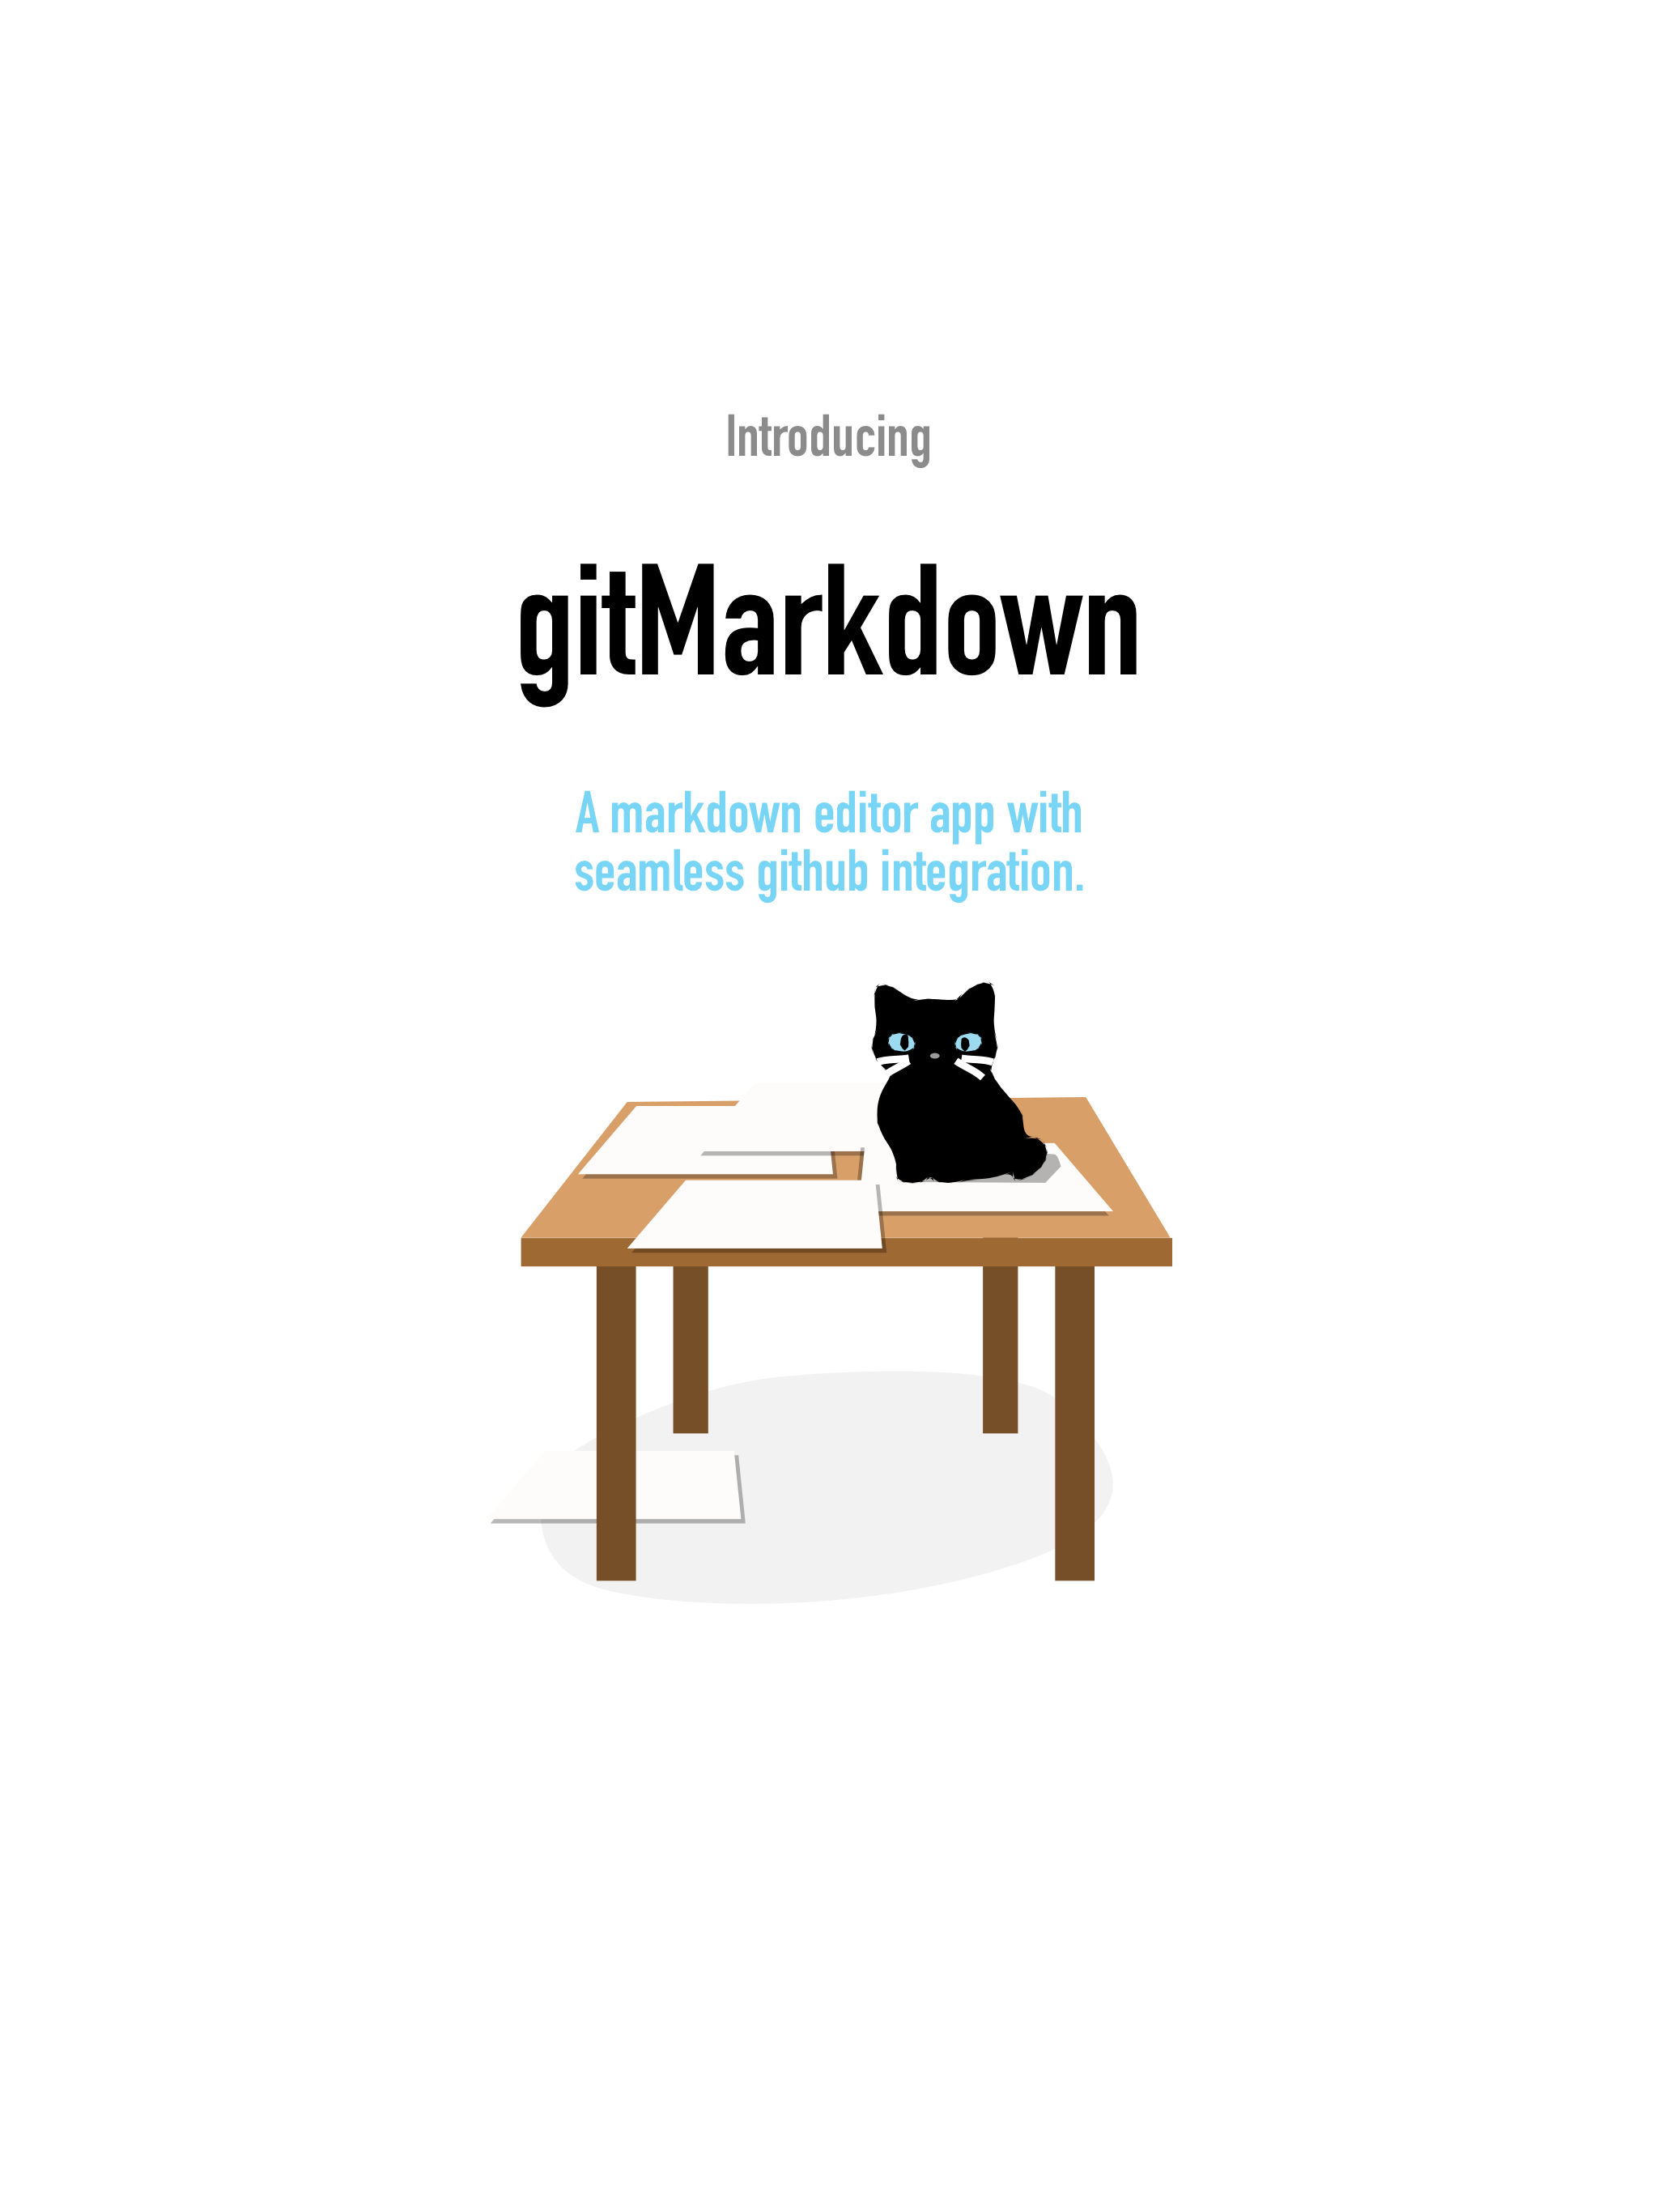 Introducing
gitMarkdown
A markdown editor app with
seamless github integration.